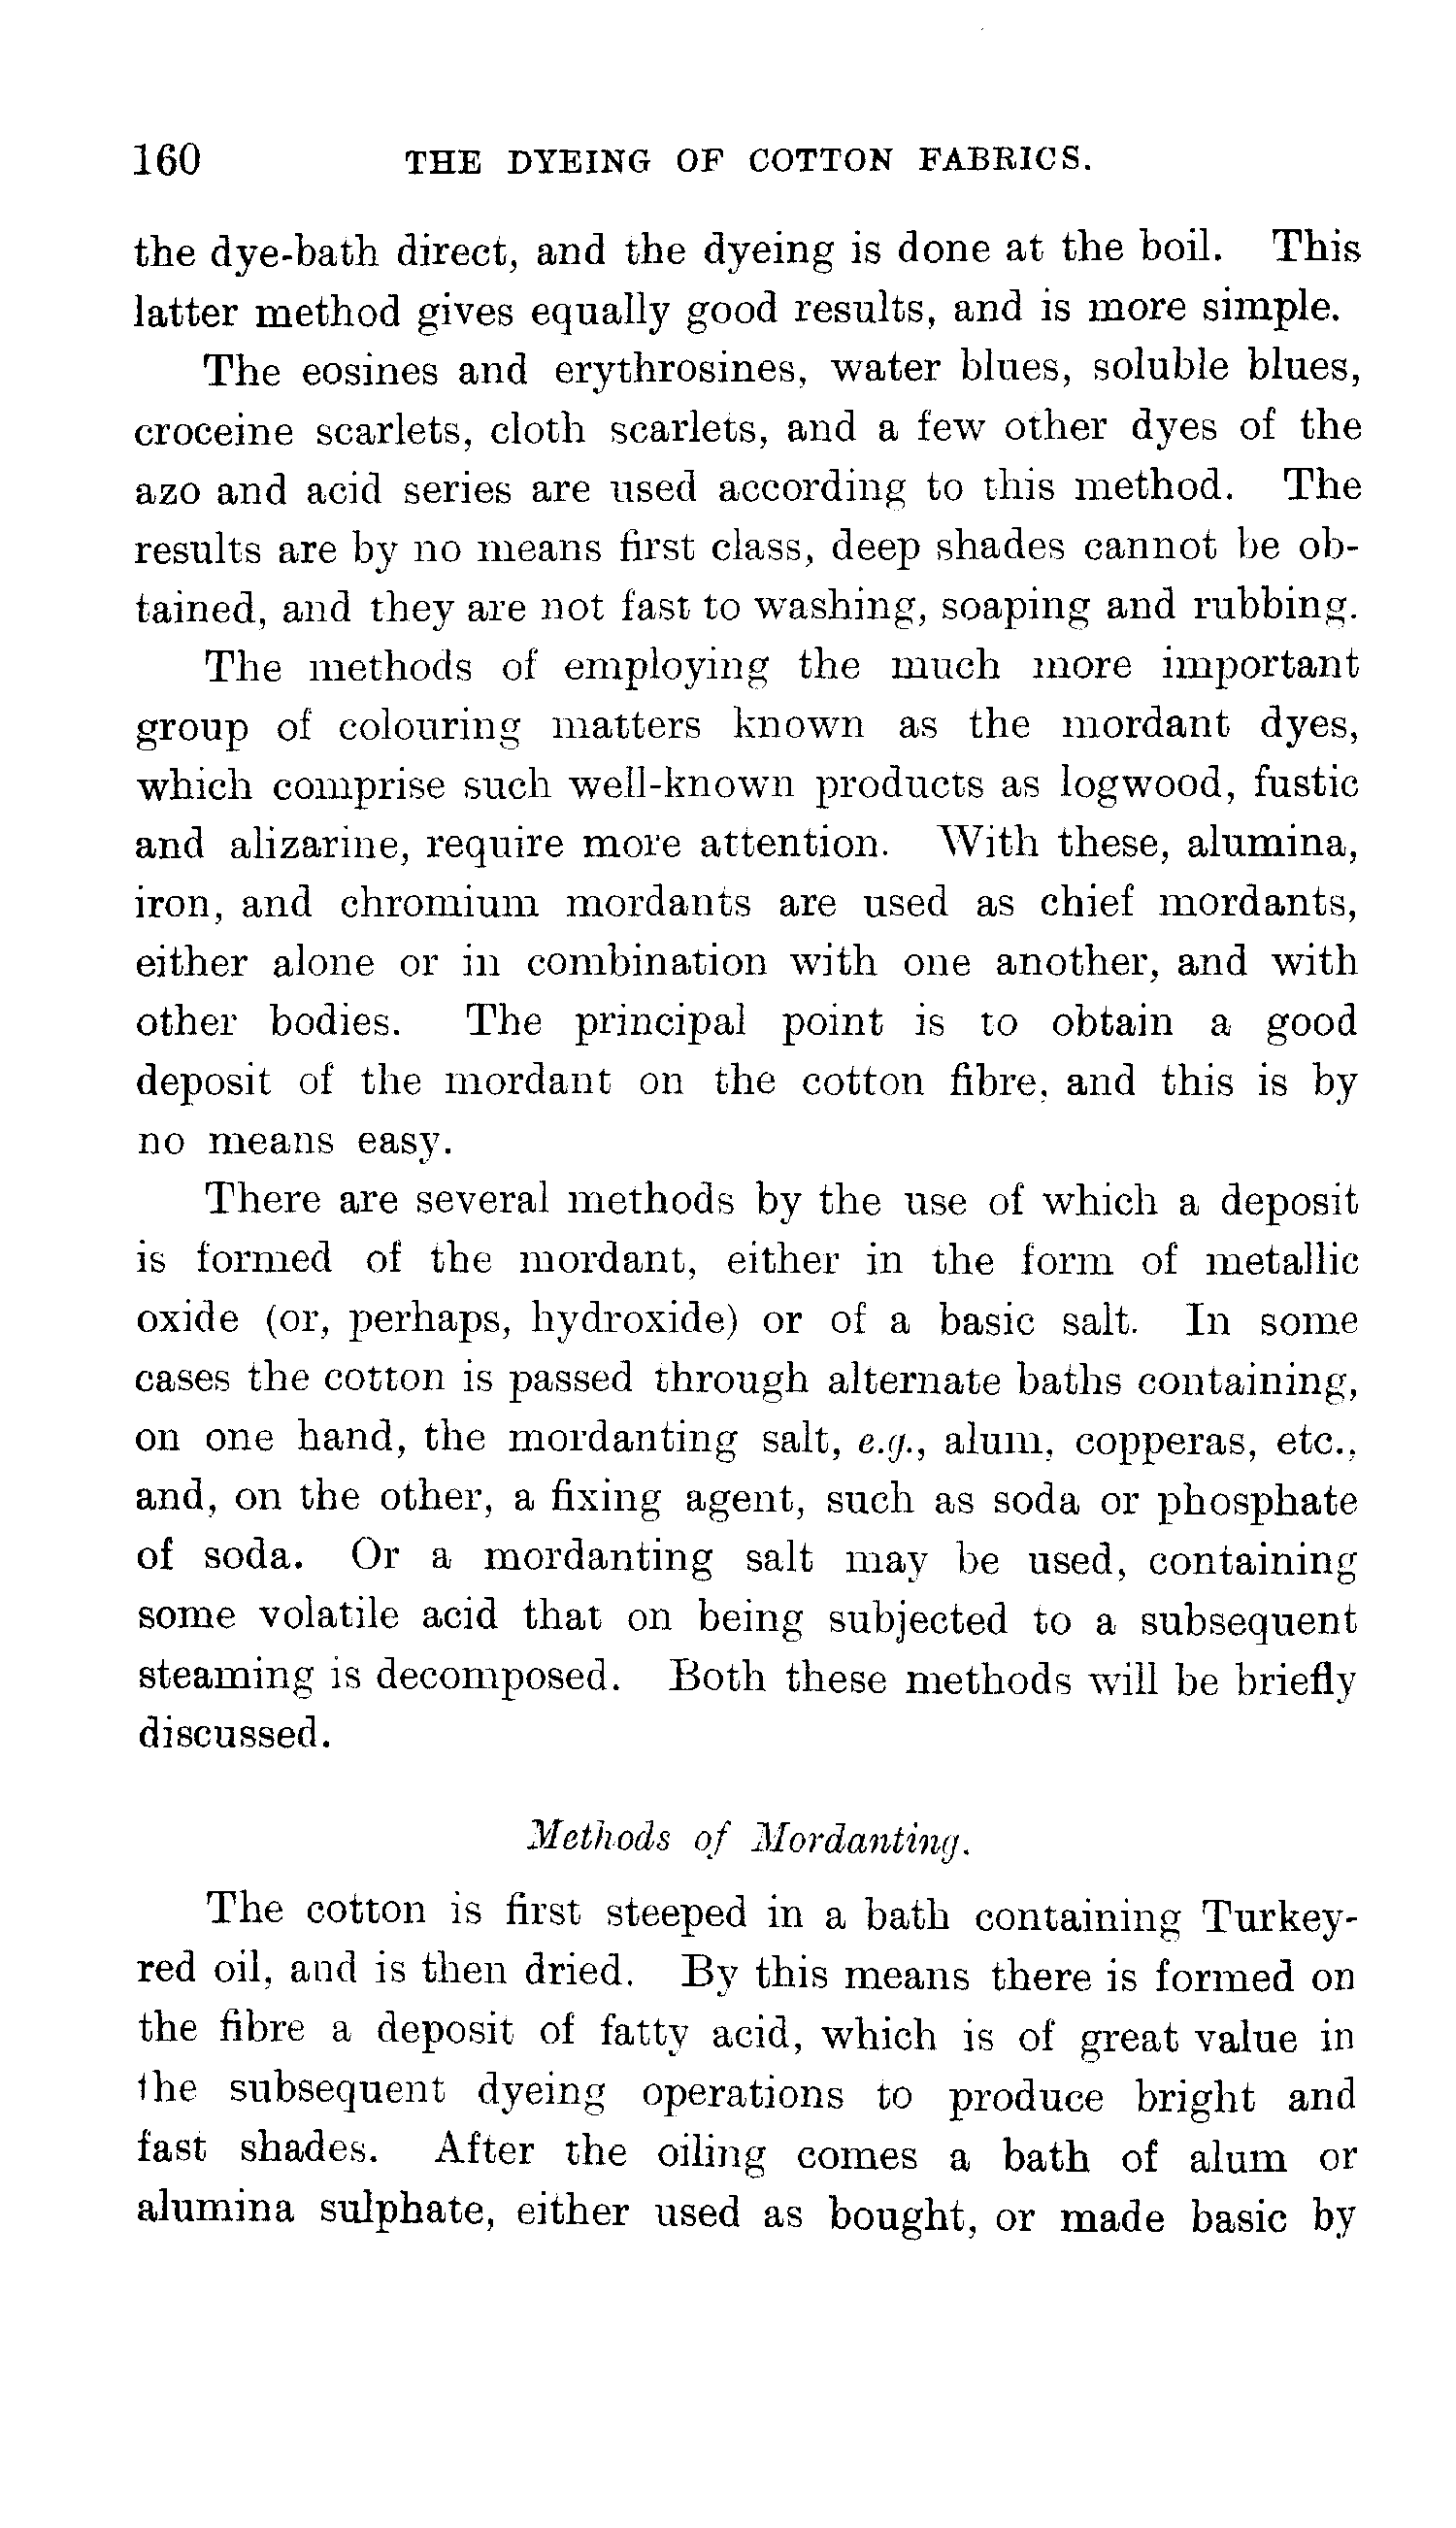 160 THE DYEING OF COTTON FABRICS.
the dye-bath direct, and the dyeing is done at the boil. This
latter method gives equally good results, and is more simple.
The eosines and erythrosines, water blues, soluble blues,
croceine scarlets, cloth scarlets, and a few other dyes of the
azo and acid series are used according to this method. The
results are by no means first class, deep shades cannot be ob-
tained, and they are not fast to washing, soaping and rubbing.
The methods of employing the much more important
group of colouring matters known as the mordant dyes,
which comprise such well-known products as logwood, fustic
and alizarine, require more attention. With these, alumina,
iron, and chromium mordants are used as chief mordants,
either alone or in combination with one another, and with
other bodies. The principal point is to obtain a good
deposit of the mordant on the cotton fibre, and this is by
no means easy.
There are several methods by the use of which a deposit
is formed of the mordant, either in the form of metallic
oxide (or, perhaps, hydroxide) or of a basic salt. In some
cases the cotton is passed through alternate baths containing,
on one hand, the mordanting salt, e.g., alum, copperas, etc.,
and, on the other, a fixing agent, such as soda or phosphate
of soda. Or a mordanting salt may be used, containing
some volatile acid that on being subjected to a subsequent
steaming is decomposed. Both these methods will be briefly
discussed.
Methods of Mordanting.
The cotton is first steeped in a bath containing Turkey-
red oil, and is then dried. By this means there is formed on
the fibre a deposit of fatty acid, which is of great value in
the subsequent dyeing operations to produce bright and
fast shades. After the oiling comes a bath of alum or
alumina sulphate, either used as bought, or made basic by